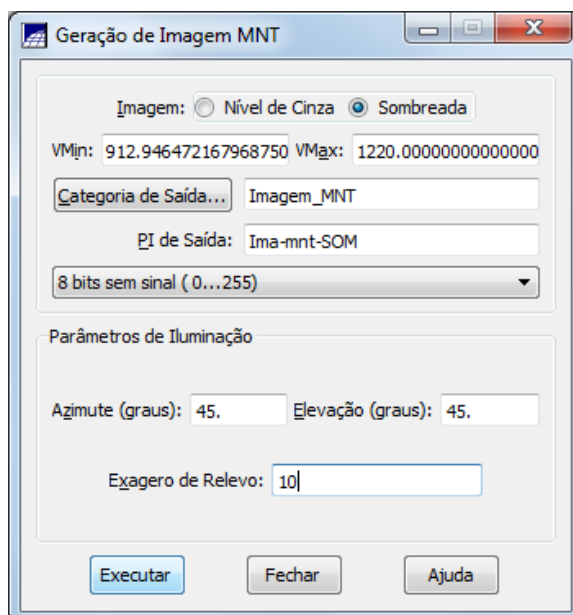 Geração de Imagem MNT
Imagem: Nível de Cinza Sombreada
VMin: 912.946472167968750 VMax: 1220.00000000000000
Categoria de Saída... Imagem_MNT
PI de Saída: Ima-mnt-SOM
8 bits sem sinal ( 0...255)
Parâmetros de Iluminação
Azimute (graus): 45. Elevação (graus): 45.
Exagero de Relevo: 10
Executar Fechar Ajuda